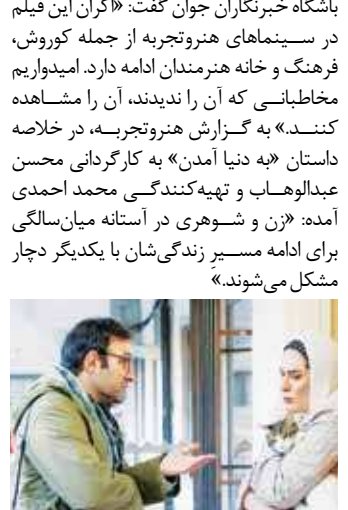 باشگاه خبرنگاران جوان گفت: «اکران این فیلم
در سینماهای هنروتجربه از جمله کوروش،
فرهنگ و خانه هنرمندان ادامه دارد. امیدواریم
مخاطبانی که آن را ندیدند، آن را مشاهده
کنند.» به گزارش هنروتجربه، در خلاصه
داستان «به دنیا آمدن» به کارگردانی محسن
عبدالوهاب و تهیه‌کنندگی محمد احمدی
آمده: «زن و شوهری در آستانه میان‌سالگی
برای ادامه مسیرِ زندگی‌شان با یکدیگر دچار
مشکل می‌شوند.»